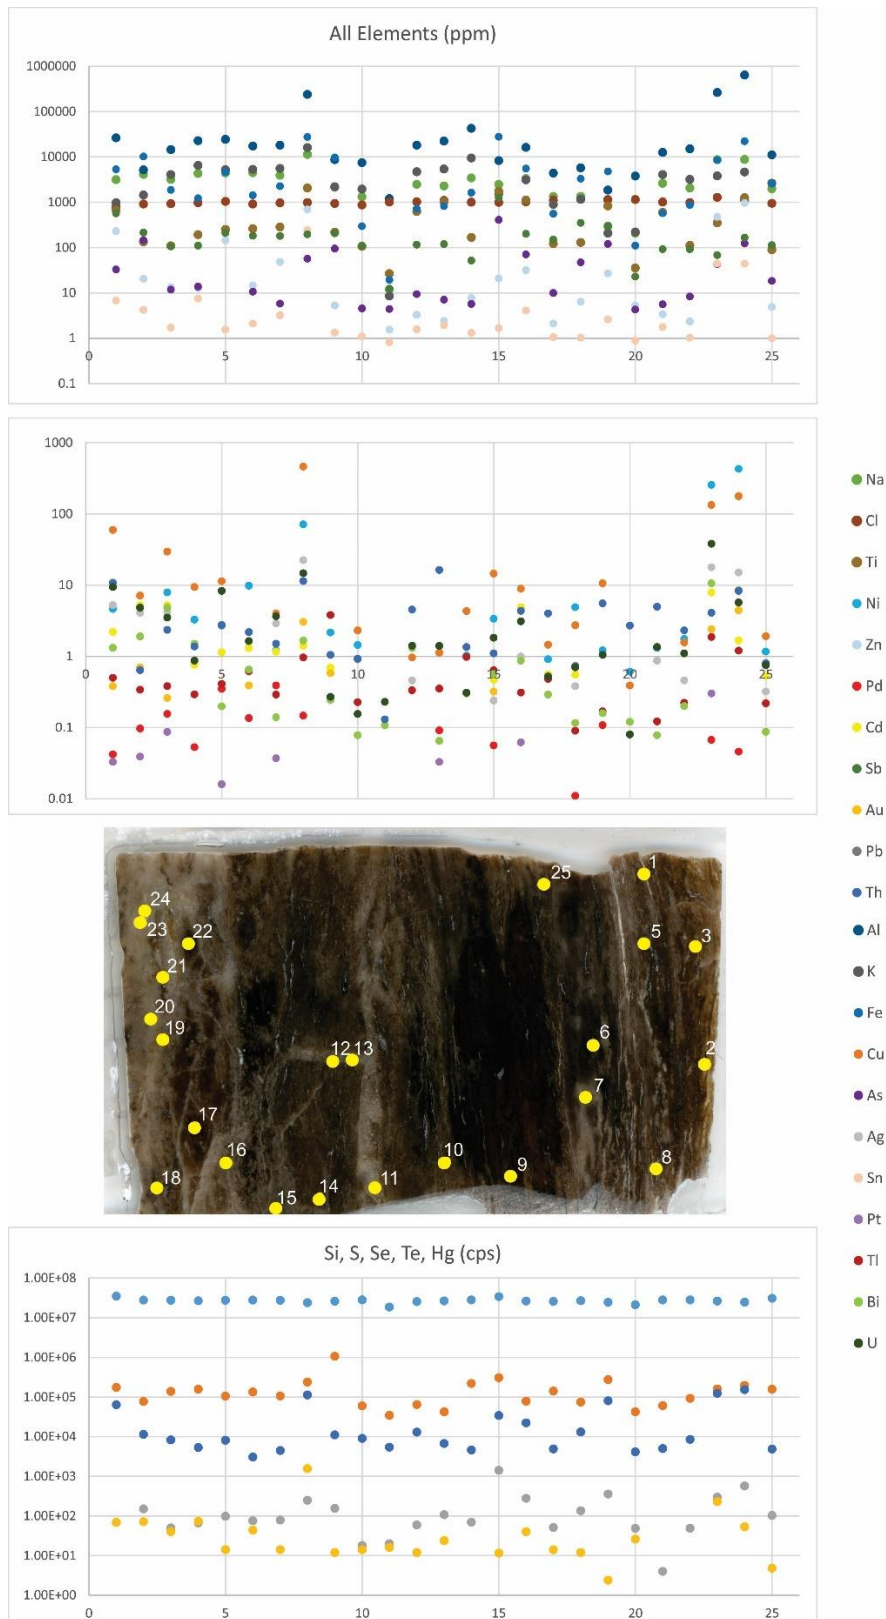 All Elements (ppm)
1000000
100000
10000
1000
100
10
1
0.1
0 5 10 15 20 25
1000
100
10
1
0.1
0.01
0 5 10 15 20 25
Na
Cl
Ti
Ni
Zn
Pd
Cd
Sb
Au
Pb
Th
Al
K
Fe
Cu
As
Ag
Sn
Pt
Tl
Bi
U
25 1
24
23 22 5 3
21
20
19 6
12 13 2
7
17
16 10 8
18 11 9
15 14
Si, S, Se, Te, Hg (cps)
1.00E+08
1.00E+07
1.00E+06
1.00E+05
1.00E+04
1.00E+03
1.00E+02
1.00E+01
1.00E+00
0 5 10 15 20 25